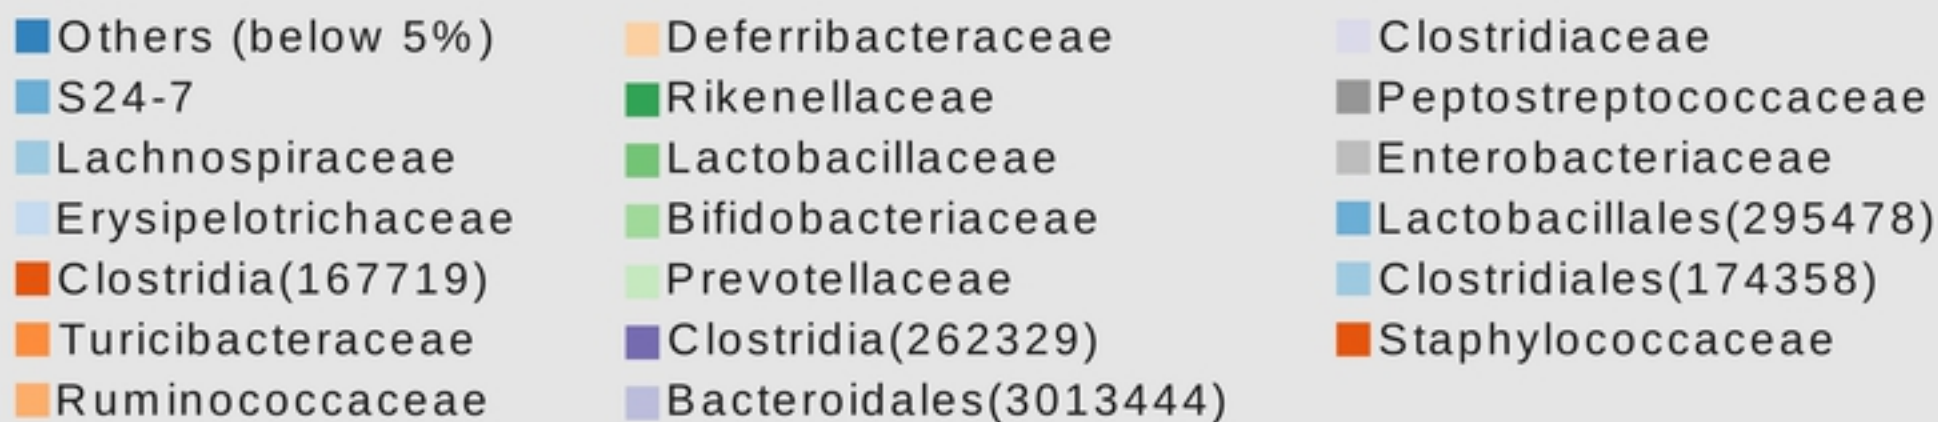 Others (below 5%)
S24-7
Lachnospiraceae
Erysipelotrichaceae
Clostridia(167719)
Turicibacteraceae
Ruminococcaceae
Deferribacteraceae
Rikenellaceae
Lactobacillaceae
Bifidobacteriaceae
Prevotellaceae
Clostridia(262329)
Bacteroidales(3013444)
Clostridiaceae
Peptostreptococcaceae
Enterobacteriaceae
Lactobacillales(295478)
Clostridiales(174358)
Staphylococcaceae